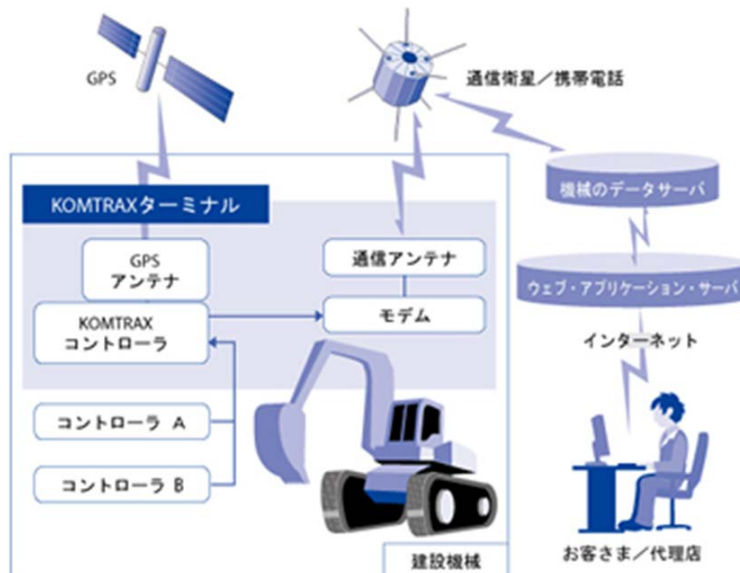 GPS
通信衛星／携帯電話
KOMTRAXターミナル
GPS
アンテナ
通信アンテナ
KOMTRAX
コントローラ
モデム
コントローラ A
コントローラ B
建設機械
機械のデータサーバ
ウェブ・アプリケーション・サーバ
インターネット
お客さま／代理店